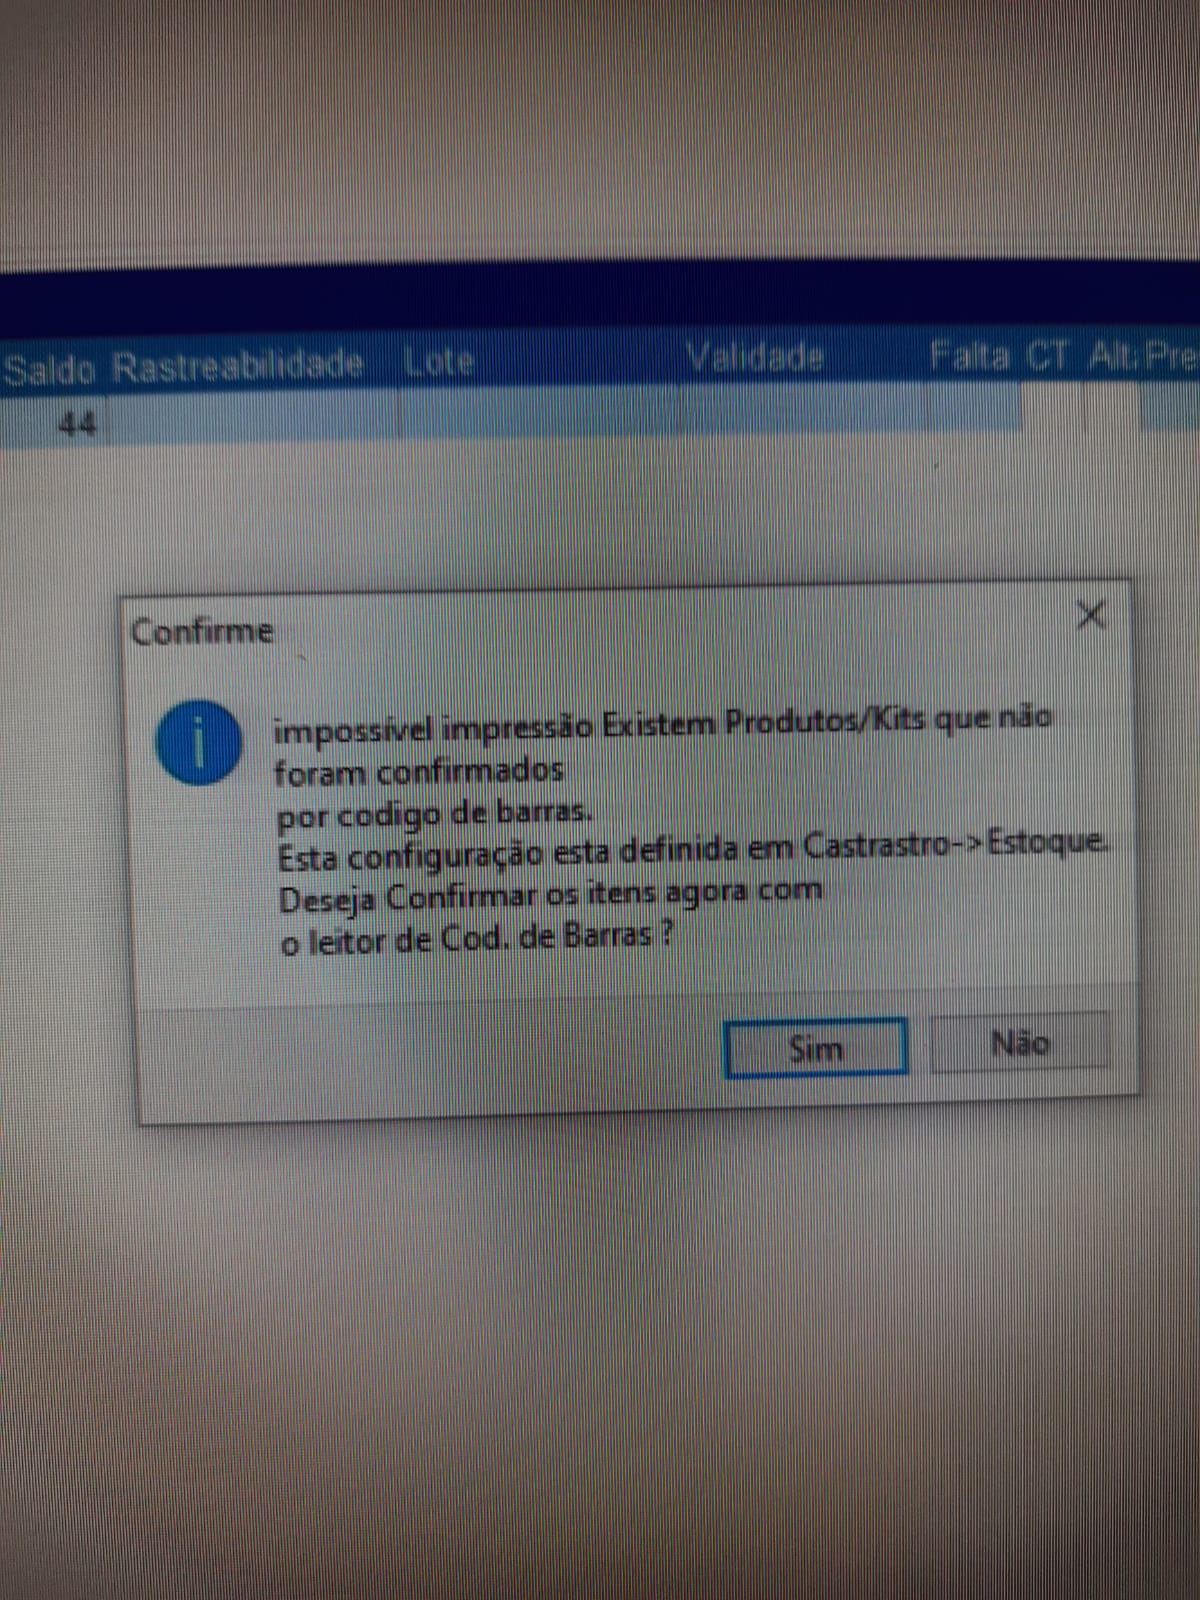 Saldo Rastreabilidade Lote Validade Falta CT Alt. Pre
44
Confirme
impossível impressão Existem Produtos/Kits que não
foram confirmados
por codigo de barras.
Esta configuração esta definida em Castrastro->Estoque.
Deseja Confirmar os itens agora com
o leitor de Cod. de Barras ?
Sim Não